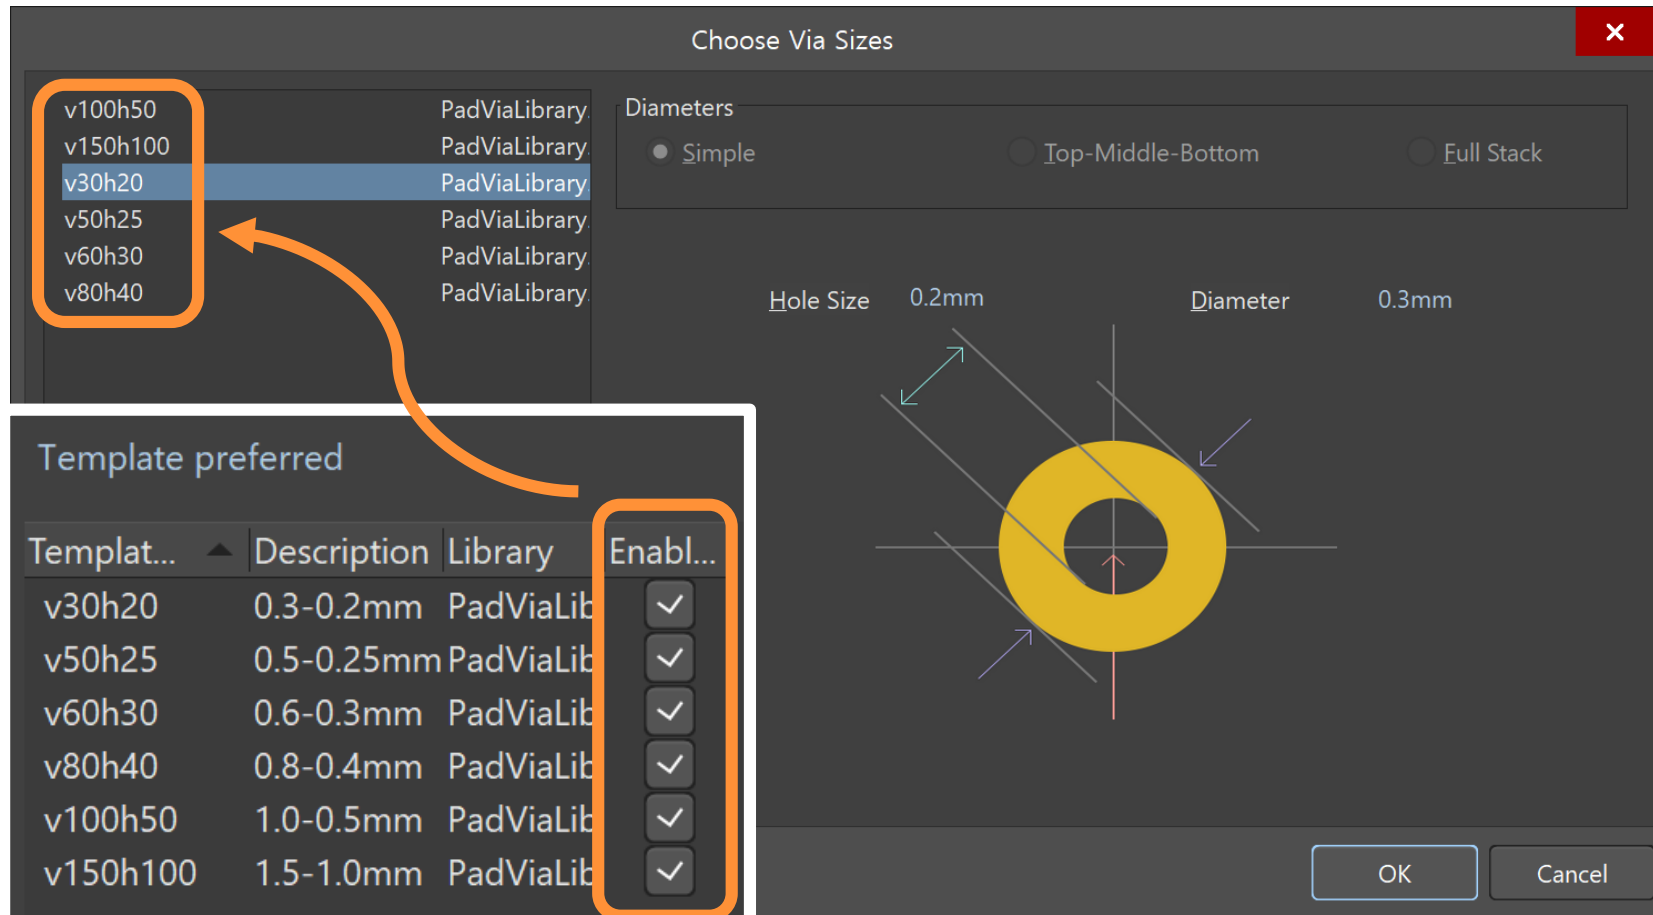 Choose Via Sizes
v100h50 PadViaLibrary.
v150h100 PadViaLibrary.
v30h20 PadViaLibrary.
v50h25 PadViaLibrary.
v60h30 PadViaLibrary.
v80h40 PadViaLibrary.
Diameters
Simple Top-Middle-Bottom Full Stack
Hole Size 0.2mm Diameter 0.3mm
Template preferred
Templat... Description Library Enabl...
v30h20 0.3-0.2mm PadViaLib
v50h25 0.5-0.25mm PadViaLib
v60h30 0.6-0.3mm PadViaLib
v80h40 0.8-0.4mm PadViaLib
v100h50 1.0-0.5mm PadViaLib
v150h100 1.5-1.0mm PadViaLib
OK Cancel